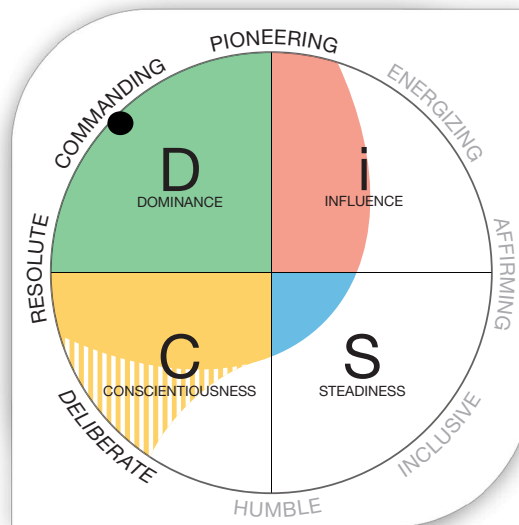 PIONEERING
ENERGIZING
COMMANDING
D
DOMINANCE
i
INFLUENCE
RESOLUTE
AFFIRMING
C
CONSCIENTIOUSNESS
S
STEADINESS
DELIBERATE
INCLUSIVE
HUMBLE